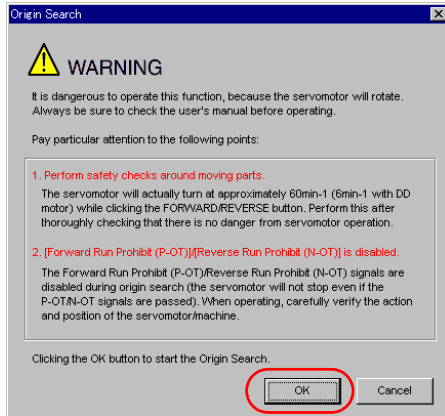 Origin Search
WARNING
It is dangerous to operate this function, because the servomotor will rotate.
Always be sure to check the user's manual before operating.
Pay particular attention to the following points:
1. Perform safety checks around moving parts.
The servomotor will actually turn at approximately 60min-1 (6min-1 with DD
motor) while clicking the FORWARD/REVERSE button. Perform this after
thoroughly checking that there is no danger from servomotor operation.
2. [Forward Run Prohibit (P-OT)]/[Reverse Run Prohibit (N-OT)] is disabled.
The Forward Run Prohibit (P-OT)/Reverse Run Prohibit (N-OT) signals are
disabled during origin search (the servomotor will not stop even if the
P-OT/N-OT signals are passed). When operating, carefully verify the action
and position of the servomotor/machine.
Clicking the OK button to start the Origin Search.
OK
Cancel